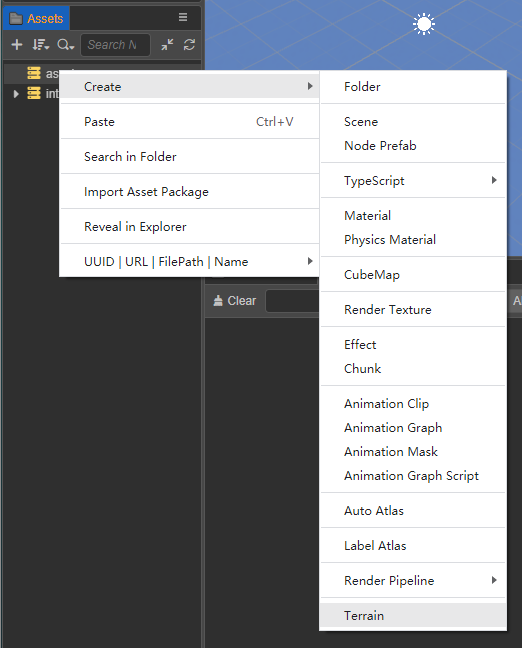 Assets
Search N
Create
Paste Ctrl+V
Search in Folder
Import Asset Package
Reveal in Explorer
UUID | URL | FilePath | Name
Folder
Scene
Node Prefab
TypeScript
Material
Physics Material
CubeMap
Render Texture
Effect
Chunk
Animation Clip
Animation Graph
Animation Mask
Animation Graph Script
Auto Atlas
Label Atlas
Render Pipeline
Terrain
Clear